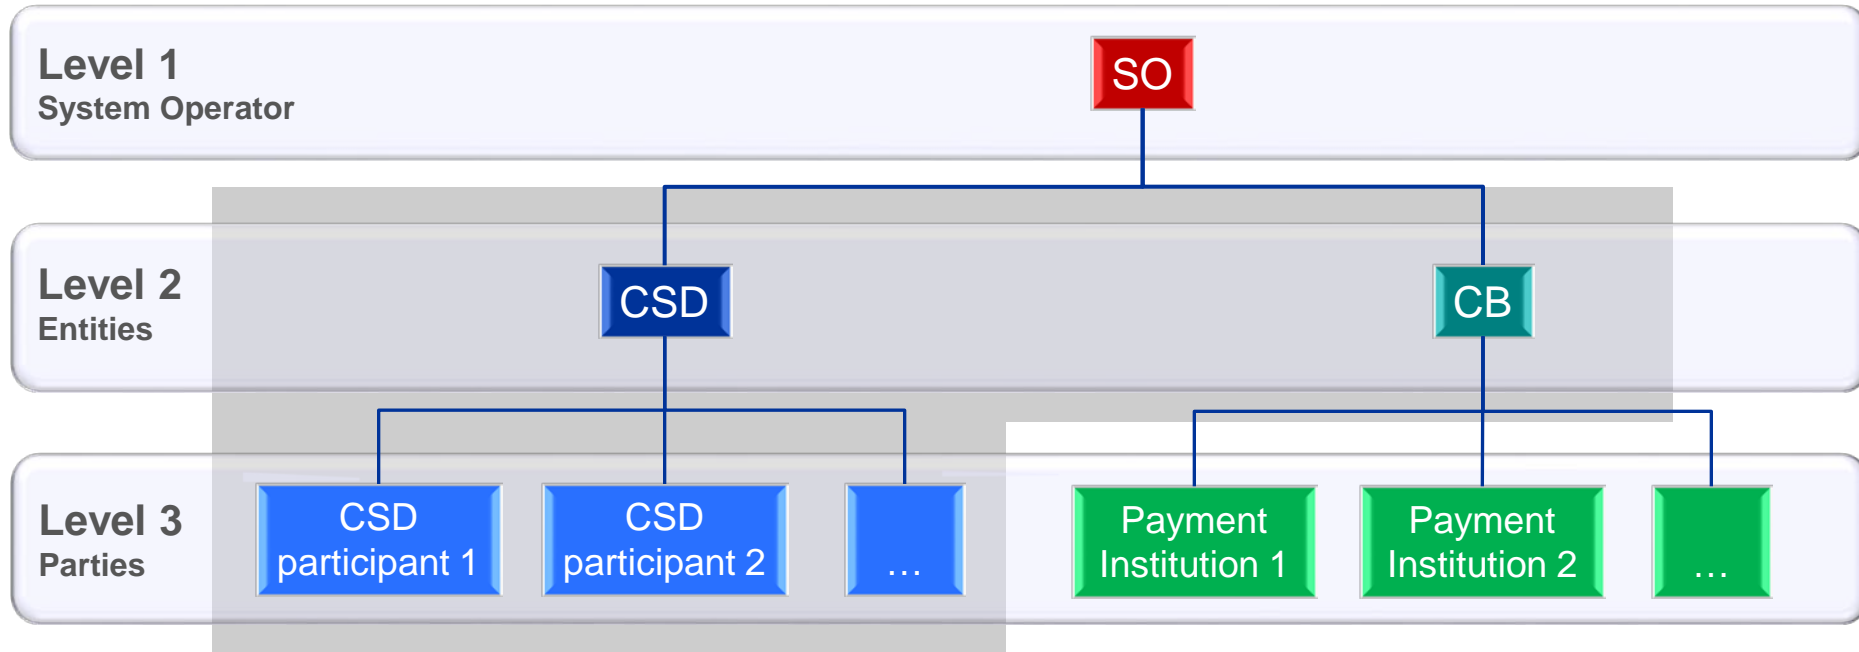 Level 1
System Operator
SO
Level 2
Entities
CSD
CB
Level 3
Parties
CSD
participant 1
CSD
participant 2
...
Payment
Institution 1
Payment
Institution 2
...